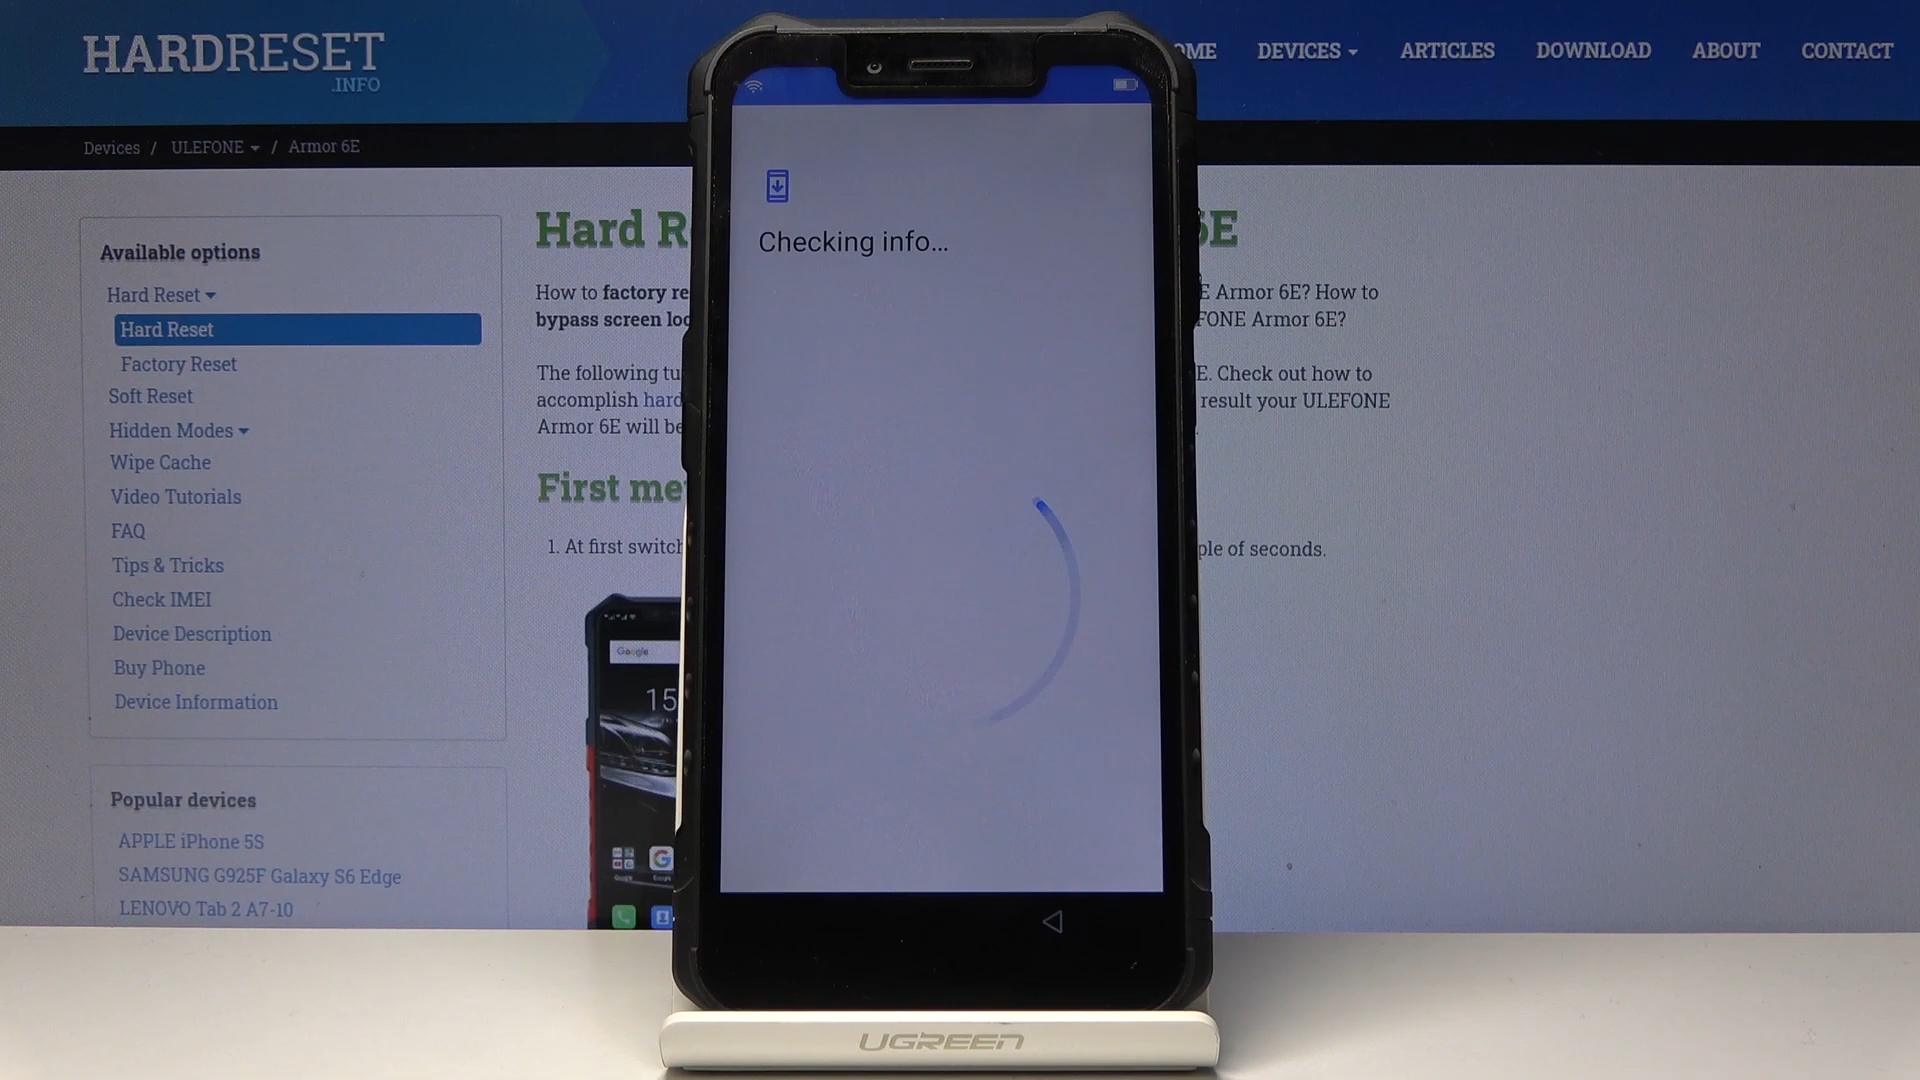 HARDRESET
.INFO
OME DEVICES ARTICLES DOWNLOAD ABOUT CONTACT
Devices / ULEFONE / Armor 6E
Available options
Hard Reset
Hard Reset
Factory Reset
Soft Reset
Hidden Modes
Wipe Cache
Video Tutorials
FAQ
Tips & Tricks
Check IMEI
Device Description
Buy Phone
Device Information
Popular devices
APPLE iPhone 5S
SAMSUNG G925F Galaxy S6 Edge
LENOVO Tab 2 A7-10
Hard R 6E
How to factory re E Armor 6E? How to
bypass screen loc FONE Armor 6E?
The following tu E. Check out how to
accomplish hard result your ULEFONE
Armor 6E will be
First me
1. At first switch ple of seconds.
Google
15
Checking info...
UGREEN